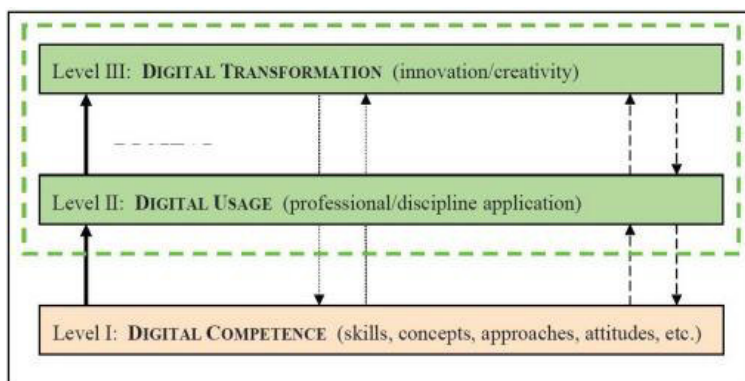 Level III: DIGITAL TRANSFORMATION (innovation/creativity)
Level II: DIGITAL USAGE (professional/discipline application)
Level I: DIGITAL COMPETENCE (skills, concepts, approaches, attitudes, etc.)